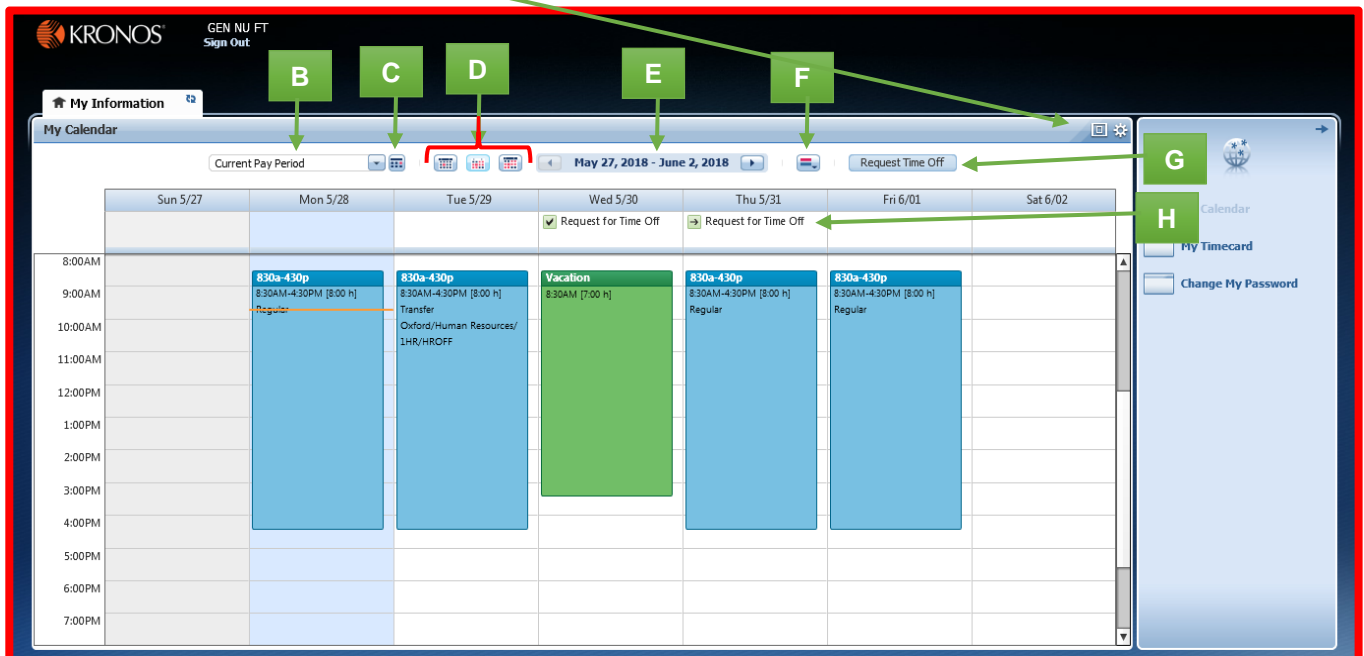 KRONOS
GEN NU FT
Sign Out
B
C
D
E
F
My Information
My Calendar
Current Pay Period
May 27, 2018 - June 2, 2018
Request Time Off
G
Sun 5/27
Mon 5/28
Tue 5/29
Wed 5/30
Thu 5/31
Fri 6/01
Sat 6/02
Request for Time Off
Request for Time Off
H
Calendar
My Timecard
Change My Password
8:00AM
9:00AM
10:00AM
11:00AM
12:00PM
1:00PM
2:00PM
3:00PM
4:00PM
5:00PM
6:00PM
7:00PM
830a-430p
8:30AM-4:30PM [8:00 h]
Regular
830a-430p
8:30AM-4:30PM [8:00 h]
Transfer
Oxford/Human Resources/
1HR/HROFF
Vacation
8:30AM [7:00 h]
830a-430p
8:30AM-4:30PM [8:00 h]
Regular
830a-430p
8:30AM-4:30PM [8:00 h]
Regular